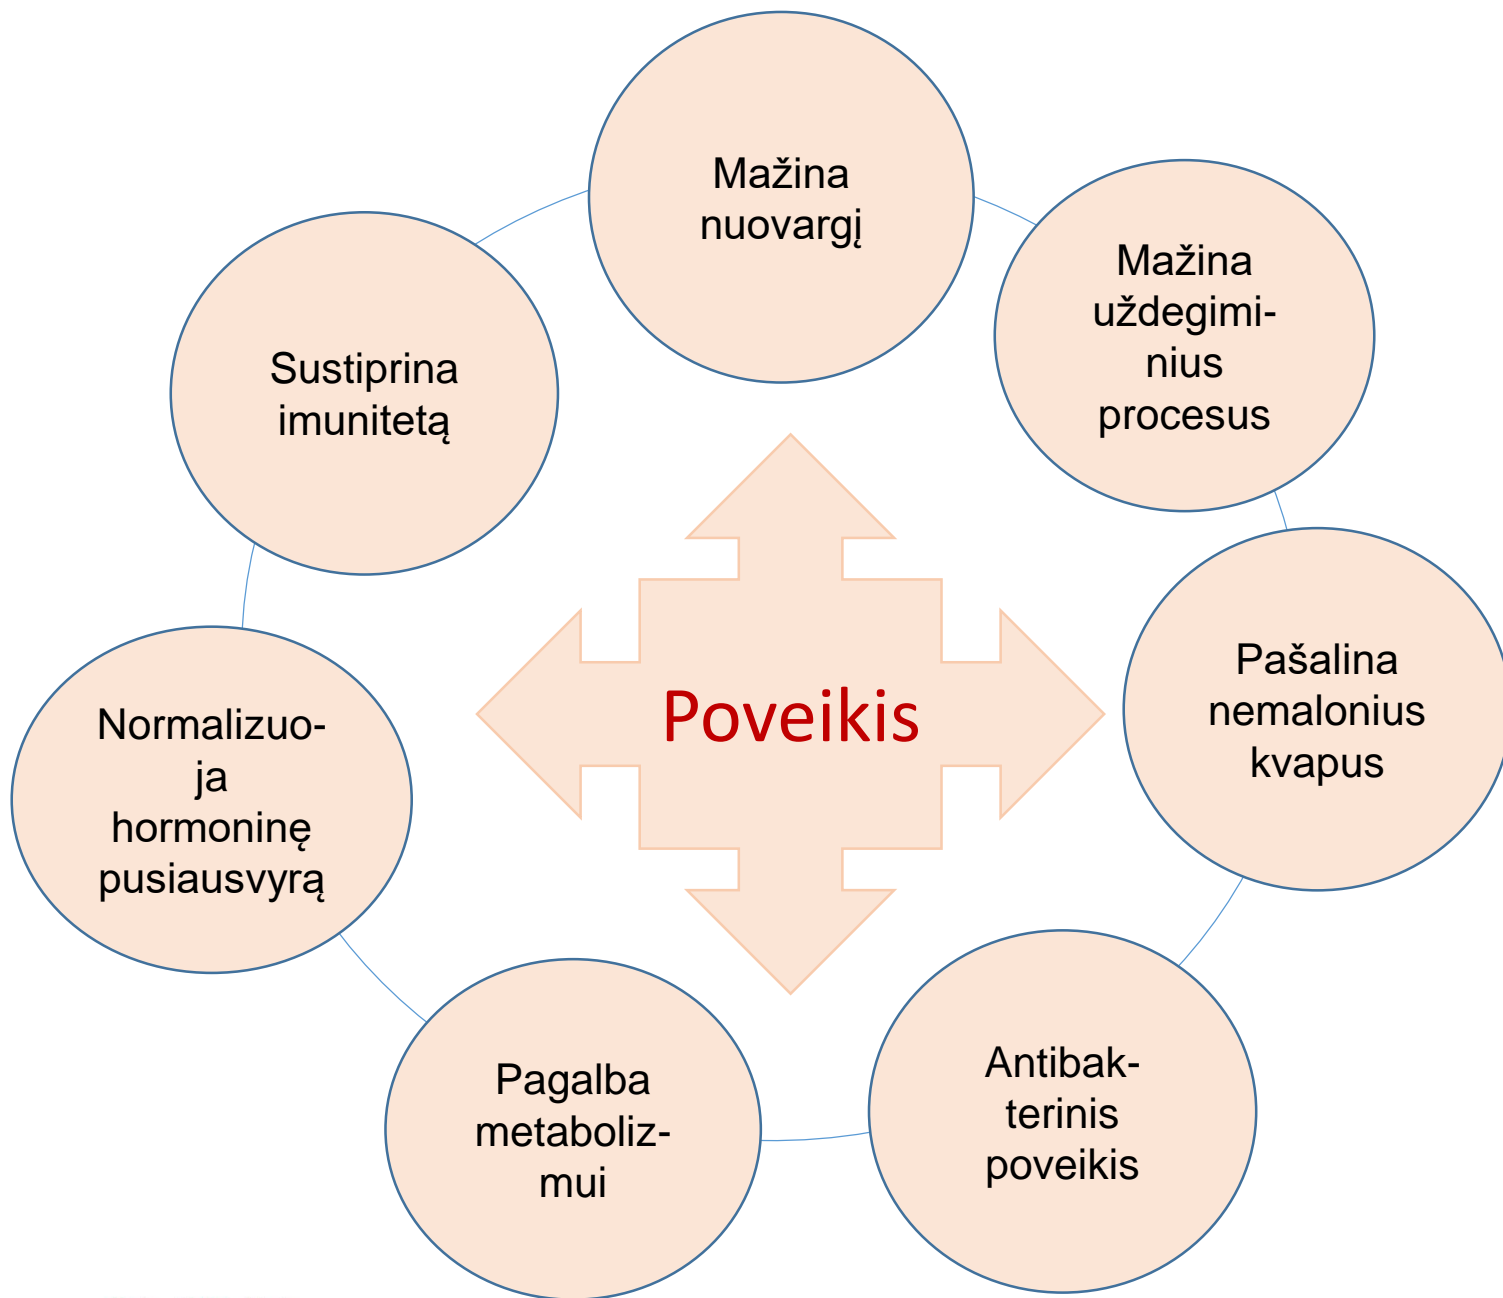 Mažina
nuovargį
Mažina
uždegimi-
nius
procesus
Pašalina
nemalonius
kvapus
Antibak-
terinis
poveikis
Pagalba
metaboliz-
mui
Normalizuo-
ja
hormoninę
pusiausvyrą
Sustiprina
imunitetą
Poveikis